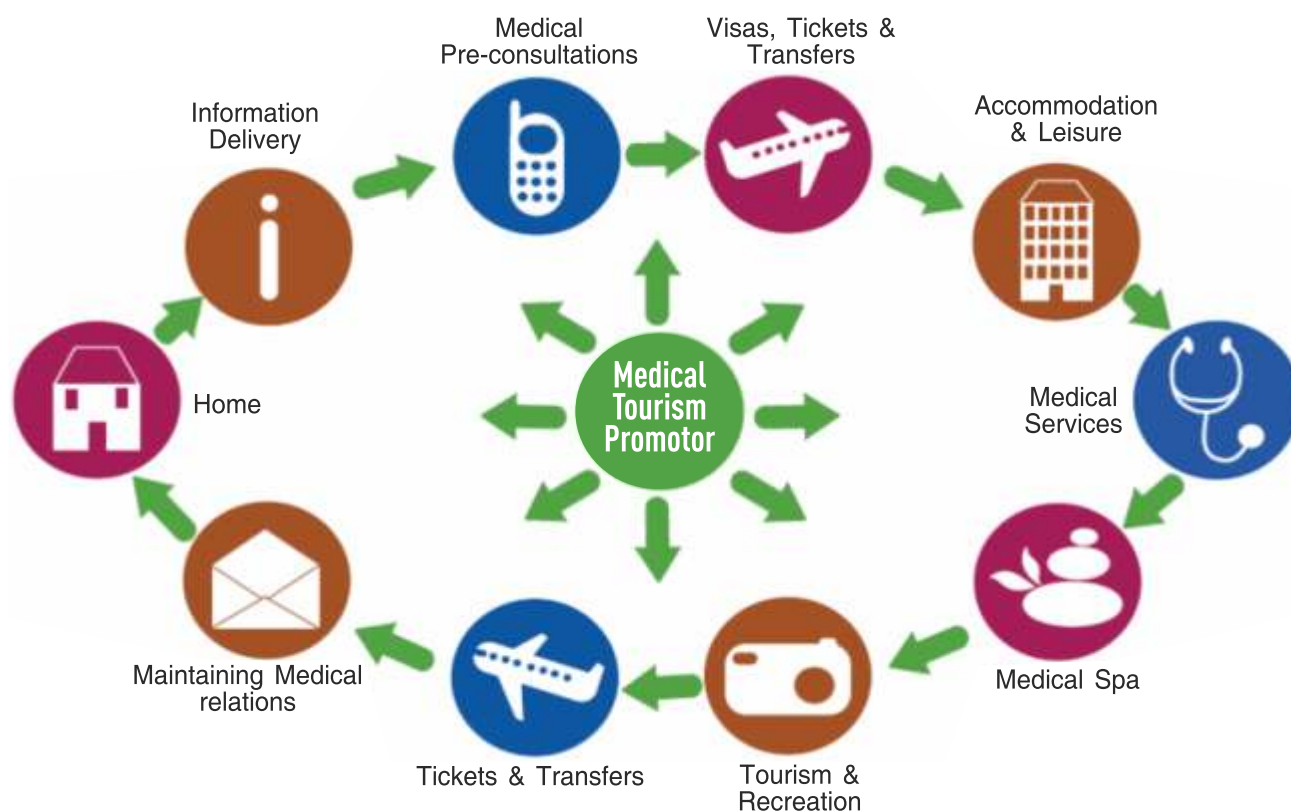 Medical
Pre-consultations
Visas, Tickets &
Transfers
Information
Delivery
Accommodation
& Leisure
Home
Medical
Tourism
Promotor
Medical
Services
Maintaining Medical
relations
Medical Spa
Tickets & Transfers
Tourism &
Recreation